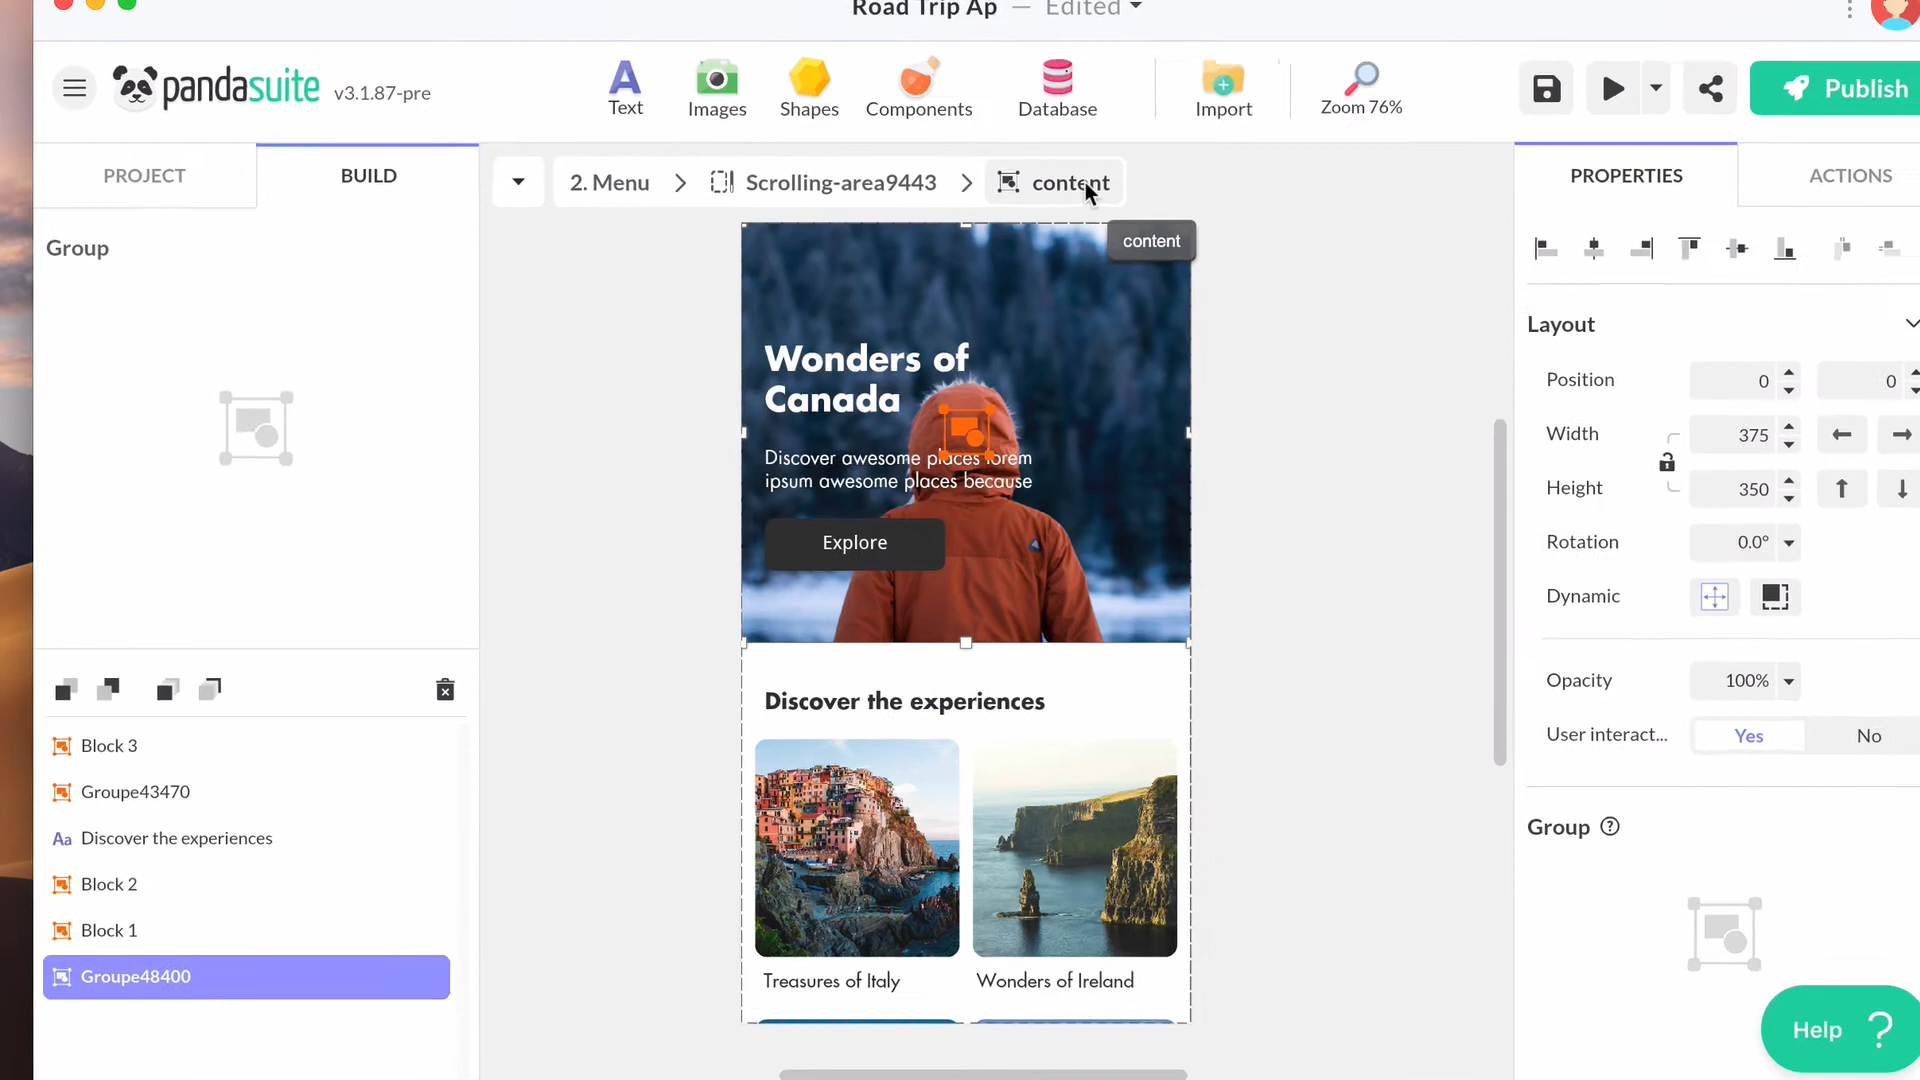 Road Trip Ap — Edited
pandasuite v3.1.87-pre
Text
Images
Shapes
Components
Database
Import
Zoom 76%
Publish
PROJECT
BUILD
2. Menu
Scrolling-area9443
content
PROPERTIES
ACTIONS
Group
content
Wonders of
Canada
Discover awesome places lorem
ipsum awesome places because
Explore
Discover the experiences
Treasures of Italy
Wonders of Ireland
Block 3
Groupe43470
Aa Discover the experiences
Block 2
Block 1
Groupe48400
Layout
Position 0 0
Width 375
Height 350
Rotation 0.0°
Dynamic
Opacity 100%
User interact... Yes No
Group ?
Help ?